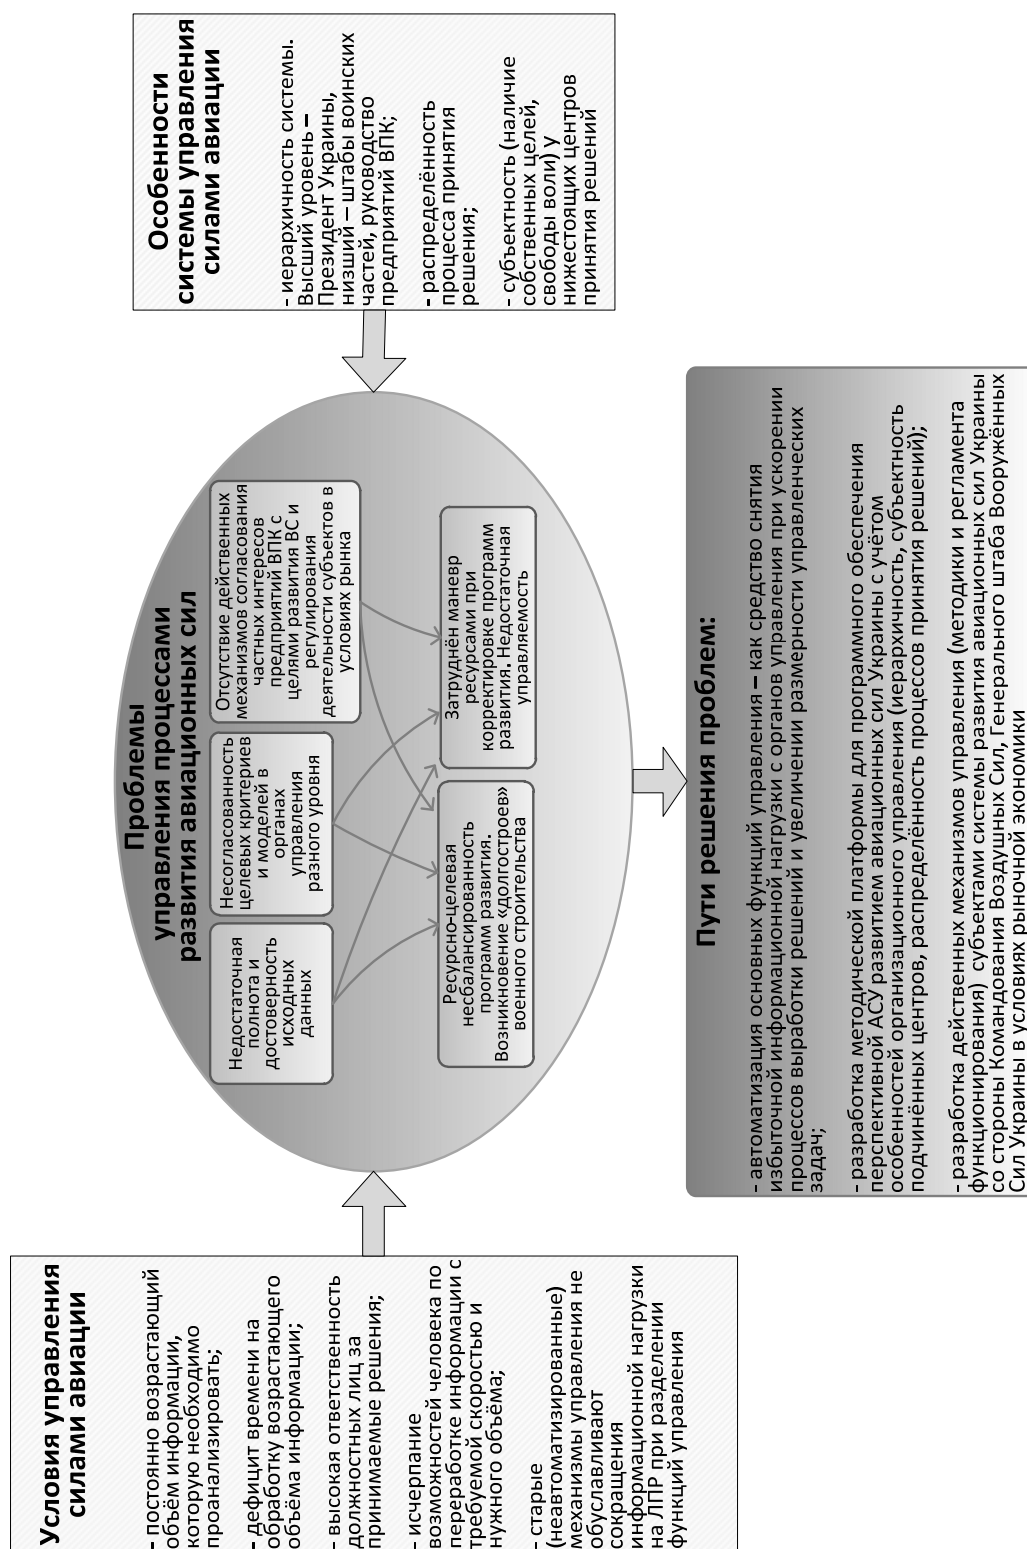 Условия управления
силами авиации
– постоянно возрастающий
объём информации,
которую необходимо
проанализировать;
– дефицит времени на
обработку возрастающего
объёма информации;
- высокая ответственность
должностных лиц за
принимаемые решения;
- исчерпание
возможностей человека по
переработке информации с
требуемой скоростью и
нужного объёма;
- старые
(неавтоматизированные)
механизмы управления не
обуславливают
сокращения
информационной нагрузки
на ЛПР при разделении
функций управления
Проблемы
управления процессами
развития авиационных сил
Недостаточная
полнота и
достоверность
исходных
данных
Несогласованность
целевых критериев
и моделей в
органах
управления
разного уровня
Отсутствие действенных
механизмов согласования
частных интересов
предприятий ВПК с
целями развития ВС и
регулирования
деятельности субъектов в
условиях рынка
Ресурсно-целевая
несбалансированность
программ развития.
Возникновение «долгостроев»
военного строительства
Затруднён маневр
ресурсами при
корректировке программ
развития. Недостаточная
управляемость
Особенности
системы управления
силами авиации
- иерархичность системы.
Высший уровень –
Президент Украины,
низший – штабы воинских
частей, руководство
предприятий ВПК;
- распределённость
процесса принятия
решения;
- субъектность (наличие
собственных целей,
свободы воли) у
нижестоящих центров
принятия решений
Пути решения проблем:
- автоматизация основных функций управления – как средство снятия
избыточной информационной нагрузки с органов управления при ускорении
процессов выработки решений и увеличении размерности управленческих
задач;
- разработка методической платформы для программного обеспечения
перспективной АСУ развитием авиационных сил Украины с учётом
особенностей организационного управления (иерархичность, субъектность
подчинённых центров, распределённость процессов принятия решений);
- разработка действенных механизмов управления (методики и регламента
функционирования) субъектами системы развития авиационных сил Украины
со стороны Командования Воздушных Сил, Генерального штаба Вооружённых
Сил Украины в условиях рыночной экономики